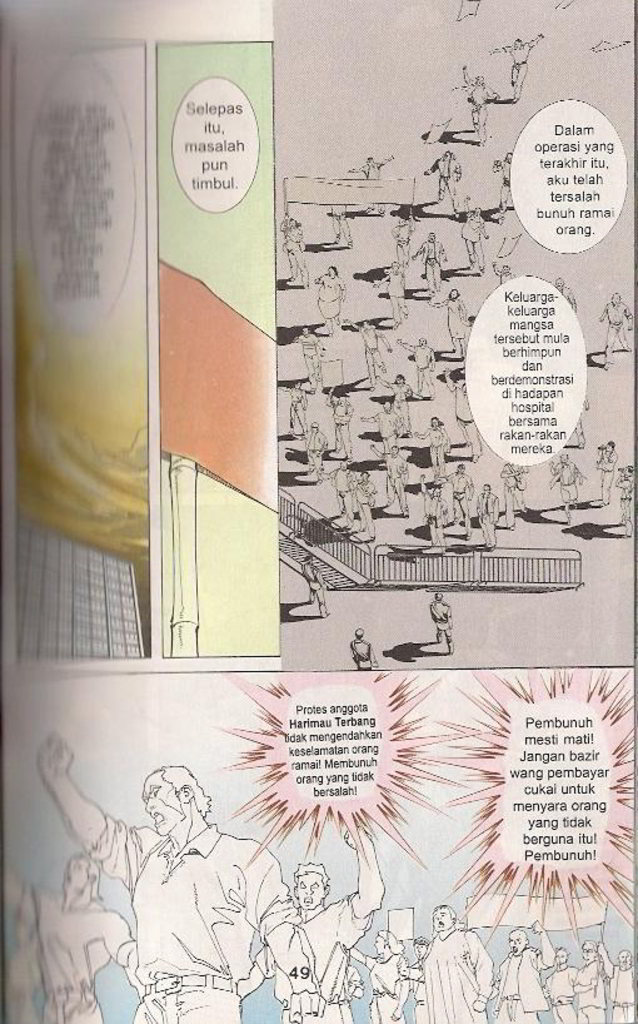 Dalam
operasi yang
terakhir itu,
aku telah
tersalah
bunuh ramai
orang.
Keluarga-
keluarga
mangsa
tersebut mula
berhimpun
dan
berdemonstrasi
di hadapan
hospital
bersama
rakan-rakan
mereka.
Selepas
itu,
masalah
pun
timbul.
Pembunuh
mesti mati!
Jangan bazir
wang pembayar
cukai untuk
menyara orang
yang tidak
berguna itu!
Pembunuh!
Protes anggota
Harimau Terbang
tidak mengendahkan
keselamatan orang
ramai! Membunuh
orang yang tidak
bersalah!
49